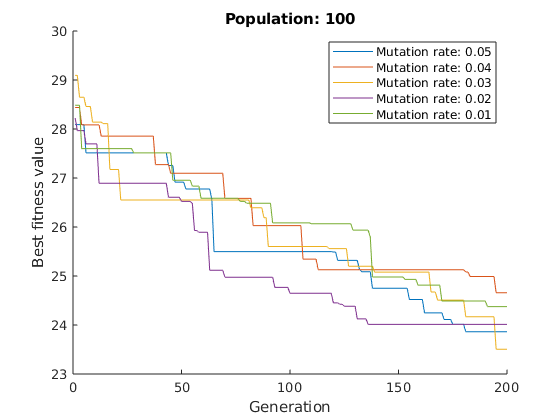 Population: 100
30
29
28
27
26
25
24
23
Best fitness value
Mutation rate: 0.05
Mutation rate: 0.04
Mutation rate: 0.03
Mutation rate: 0.02
Mutation rate: 0.01
0 50 100 150 200
Generation